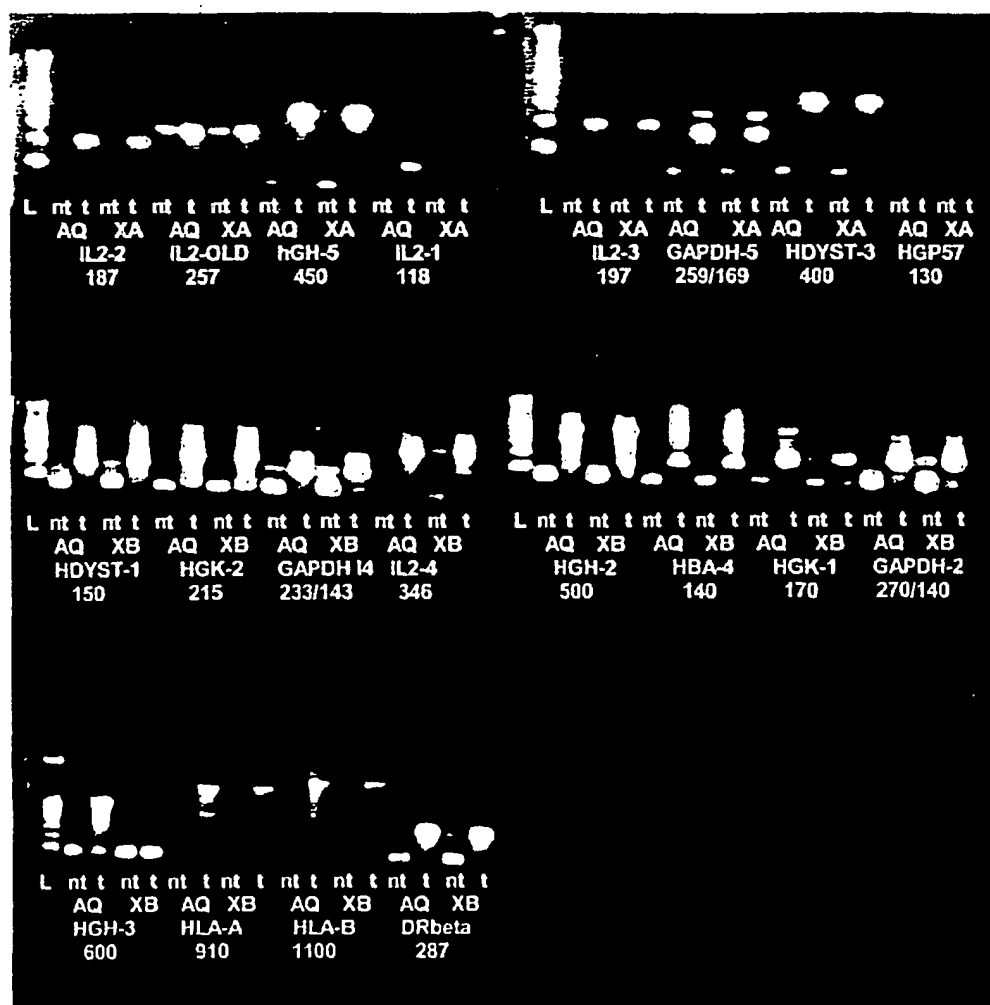 L nt t nt t nt t nt t nt t nt t nt t nt t
AQ XA AQ XA AQ XA AQ XA
IL2-2 IL2-OLD hGH-5 IL2-1
187 257 450 118
L nt t nt t nt t nt t nt t nt t nt t nt t
AQ XA AQ XA AQ XA AQ XA
IL2-3 GAPDH-5 HDYST-3 HGP57
197 259/169 400 130
L nt t nt t nt t nt t nt t nt t nt t nt t
AQ XB AQ XB AQ XB AQ XB
HDYST-1 HGK-2 GAPDH I4 IL2-4
150 215 233/143 346
L nt t nt t nt t nt t nt t nt t nt t nt t
AQ XB AQ XB AQ XB AQ XB
HGH-2 HBA-4 HGK-1 GAPDH-2
500 140 170 270/140
L nt t nt t nt t nt t nt t nt t nt t nt t
AQ XB AQ XB AQ XB AQ XB
HGH-3 HLA-A HLA-B DRbeta
600 910 1100 287